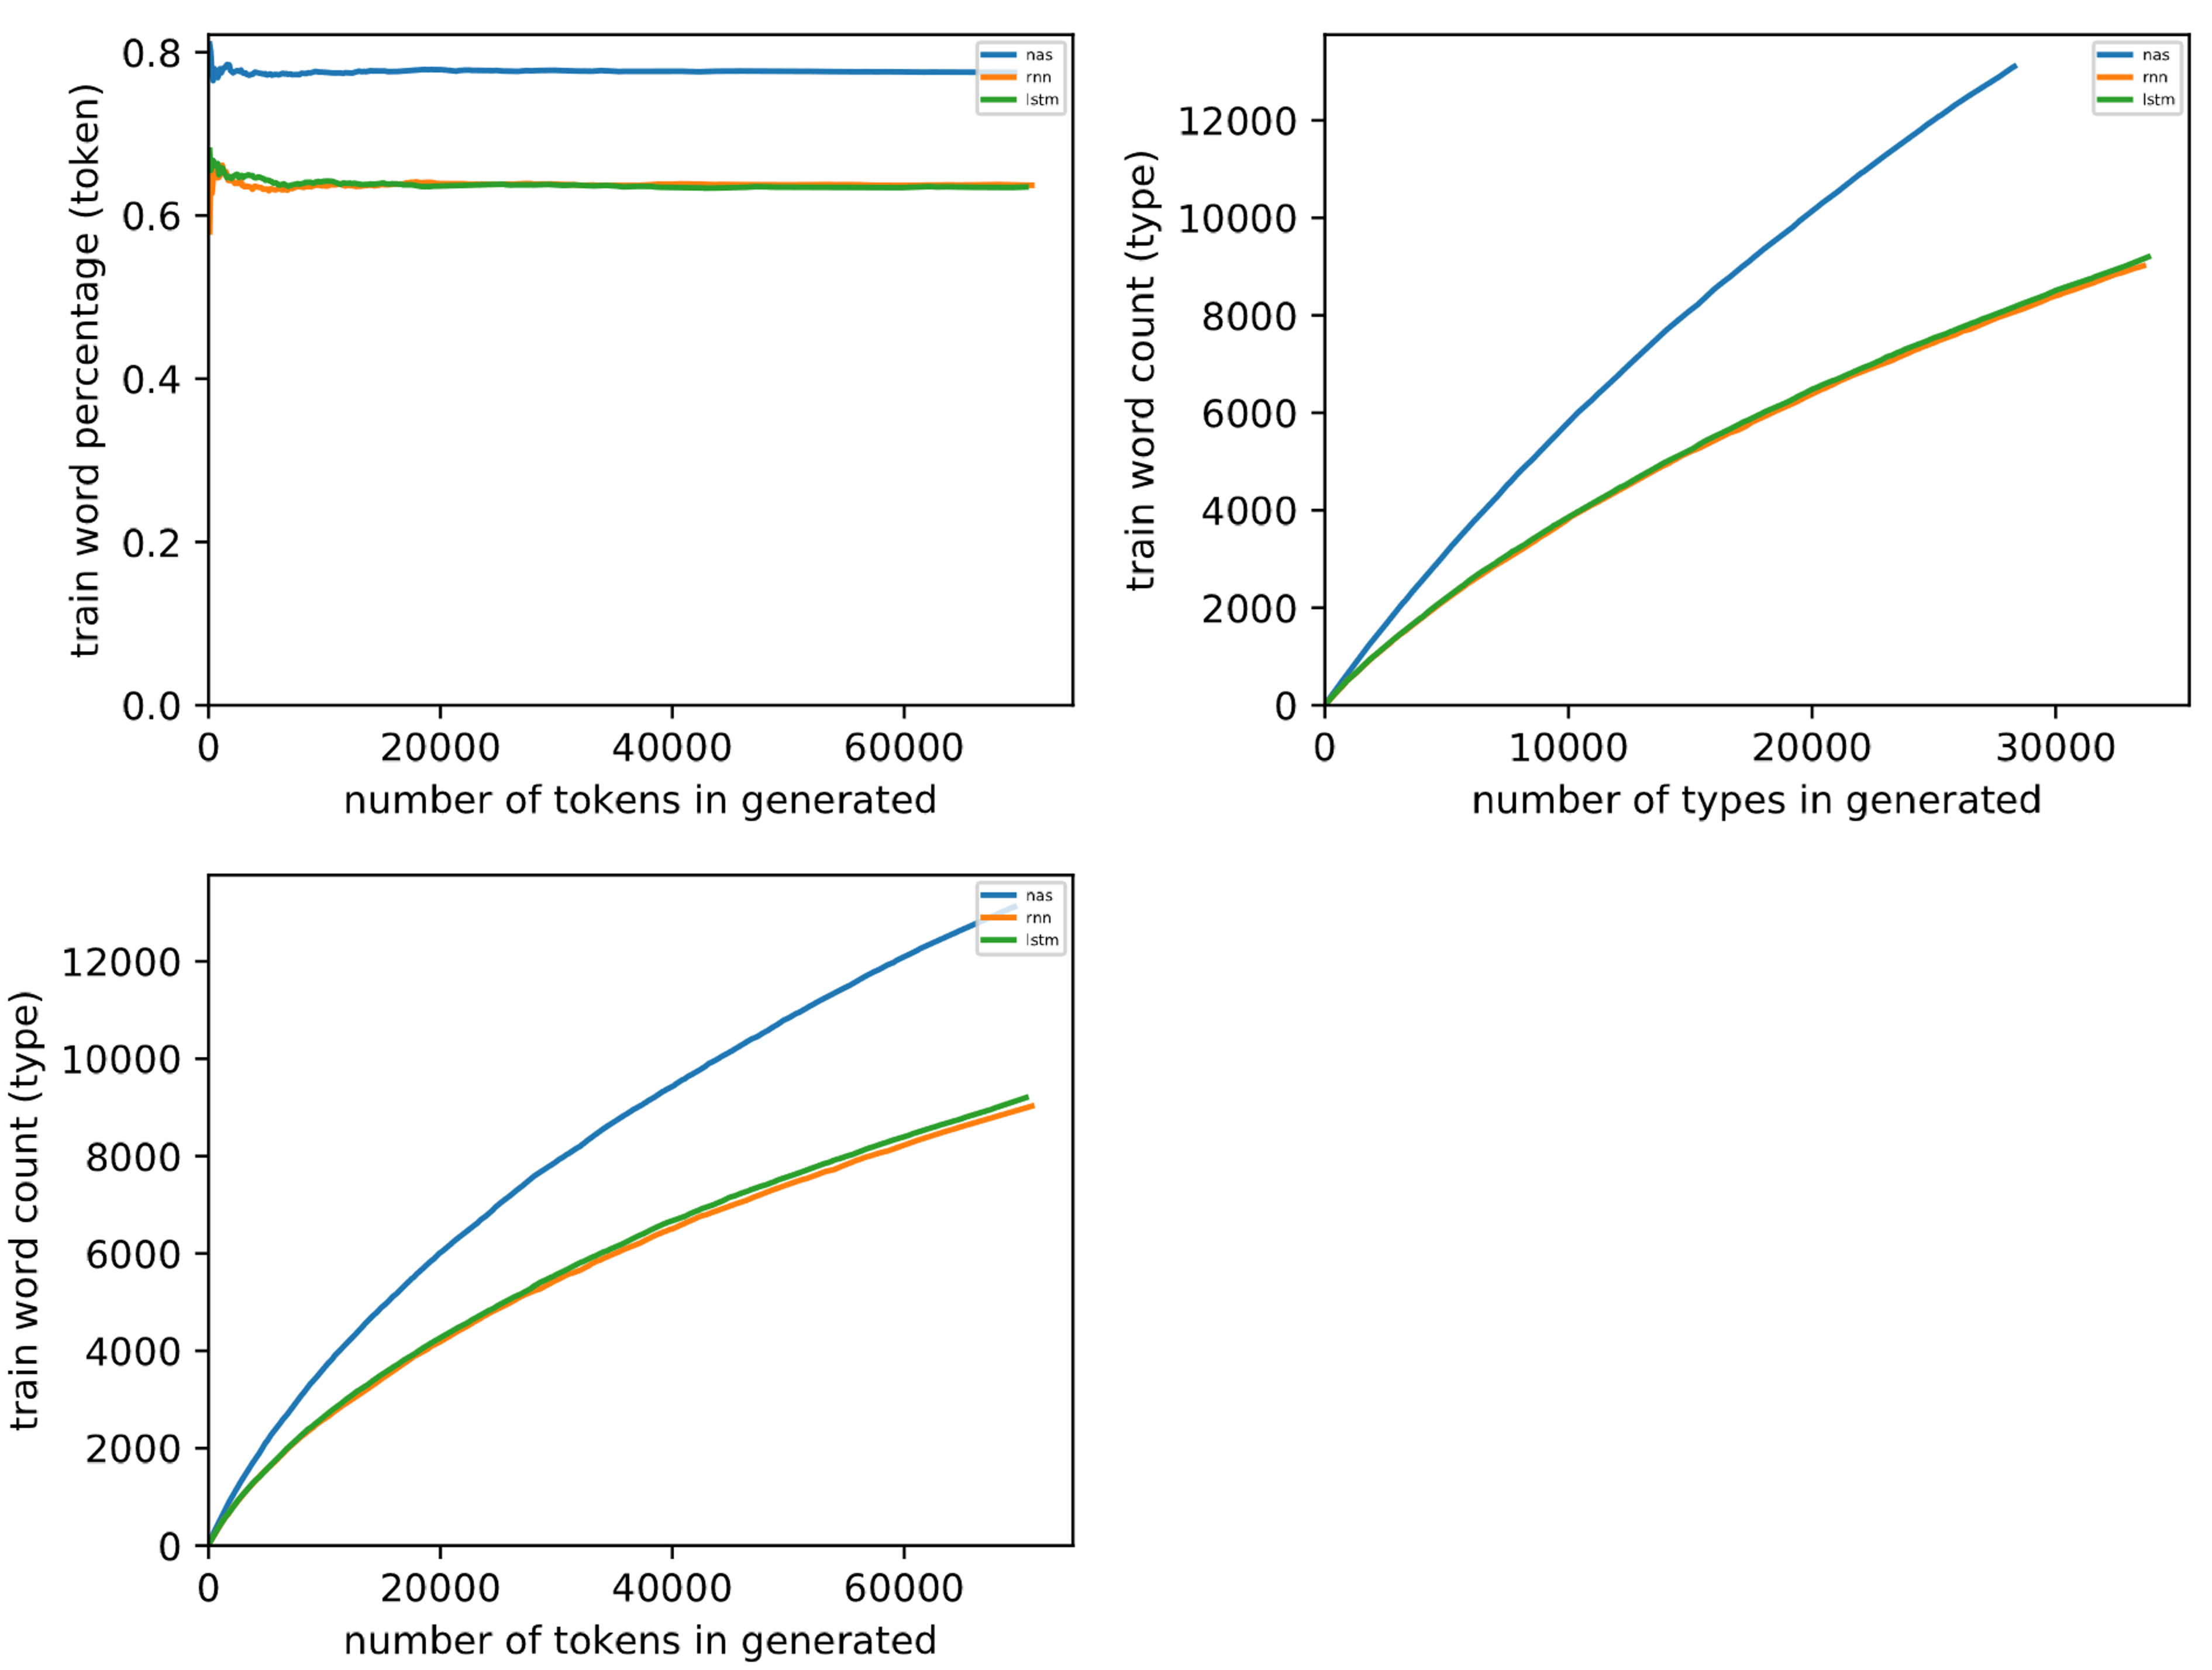 train word percentage (token)
0.8
0.6
0.4
0.2
0.0
0 20000 40000 60000
number of tokens in generated
nas
rnn
lstm
train word count (type)
12000
10000
8000
6000
4000
2000
0
0 10000 20000 30000
number of types in generated
nas
rnn
lstm
train word count (type)
12000
10000
8000
6000
4000
2000
0
0 20000 40000 60000
number of tokens in generated
nas
rnn
lstm